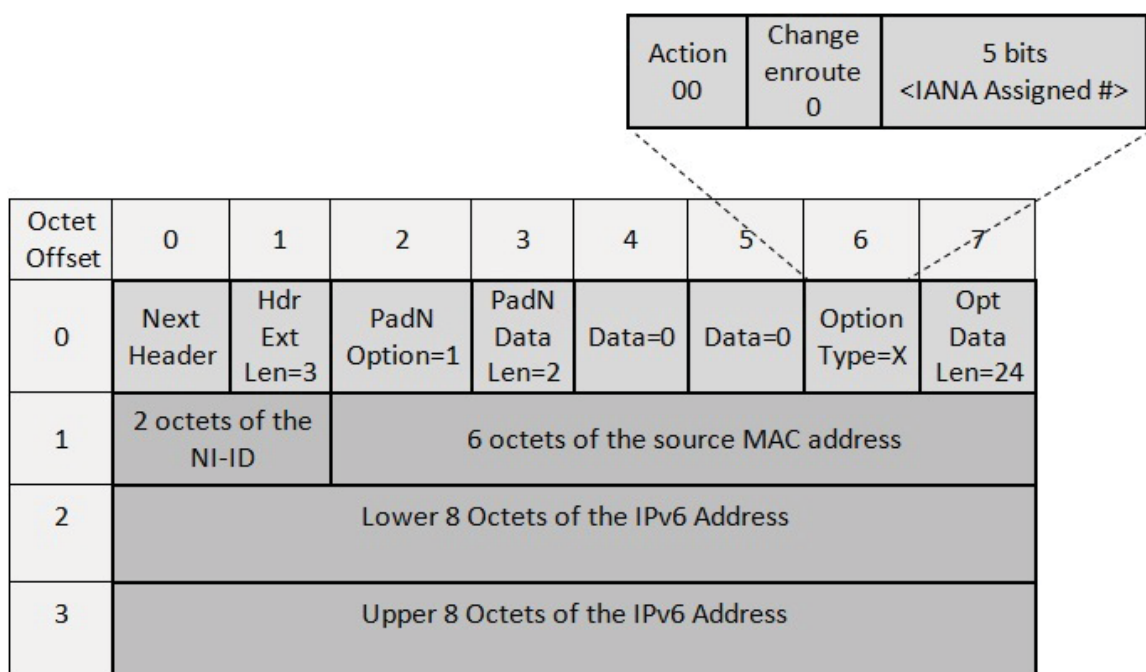 Action
00
Change
enroute
0
5 bits
<IANA Assigned #>
Octet
Offset
0
1
2
3
4
5
6
7
0
Next
Header
Hdr
Ext
Len=3
PadN
Option=1
PadN
Data
Len=2
Data=0
Data=0
Option
Type=X
Opt
Data
Len=24
1
2 octets of the
NI-ID
6 octets of the source MAC address
2
Lower 8 Octets of the IPv6 Address
3
Upper 8 Octets of the IPv6 Address